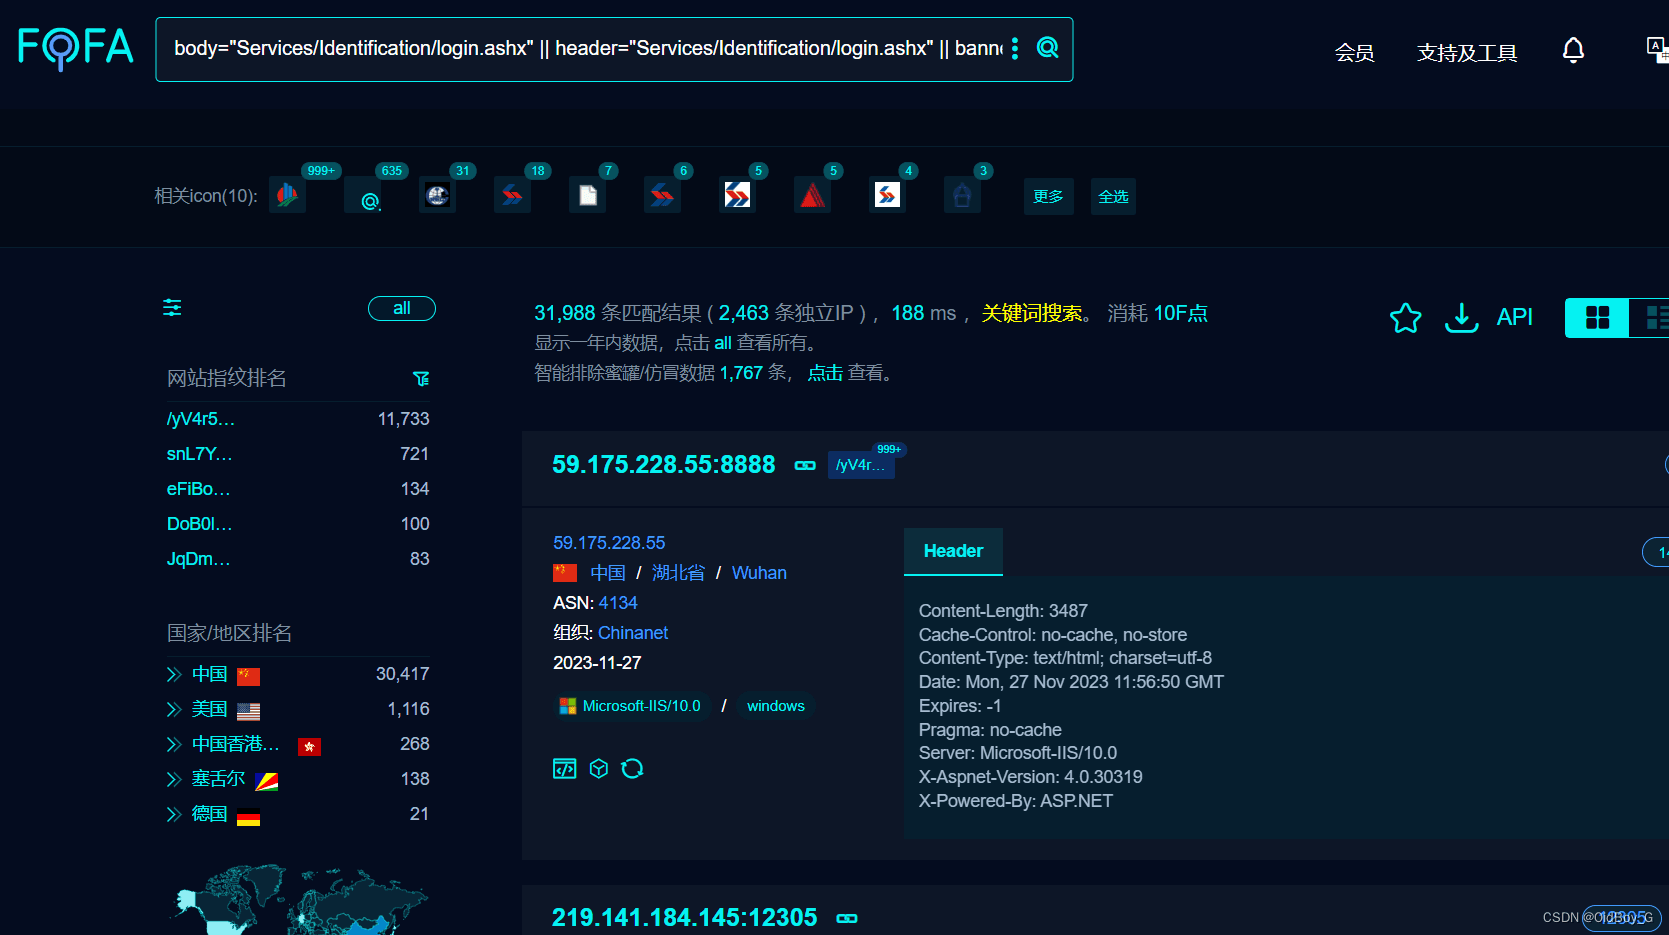 FOFA
body="Services/Identification/login.ashx" || header="Services/Identification/login.ashx" || bann
会员
支持及工具
相关icon(10):
999+
635
31
18
7
6
5
5
4
3
更多
全选
all
31,988 条匹配结果 ( 2,463 条独立IP ) ，188 ms ，关键词搜索。 消耗 10F点
显示一年内数据，点击 all 查看所有。
智能排除蜜罐/仿冒数据 1,767 条， 点击 查看。
API
网站指纹排名
/yV4r5... 11,733
snL7Y... 721
eFiBo... 134
DoB0l... 100
JqDm... 83
国家/地区排名
中国 30,417
美国 1,116
中国香港... 268
塞舌尔 138
德国 21
59.175.228.55:8888
/yV4r...
999+
59.175.228.55
中国 / 湖北省 / Wuhan
ASN: 4134
组织: Chinanet
2023-11-27
Microsoft-IIS/10.0 / windows
Header
Content-Length: 3487
Cache-Control: no-cache, no-store
Content-Type: text/html; charset=utf-8
Date: Mon, 27 Nov 2023 11:56:50 GMT
Expires: -1
Pragma: no-cache
Server: Microsoft-IIS/10.0
X-Aspnet-Version: 4.0.30319
X-Powered-By: ASP.NET
219.141.184.145:12305
12305
CSDN